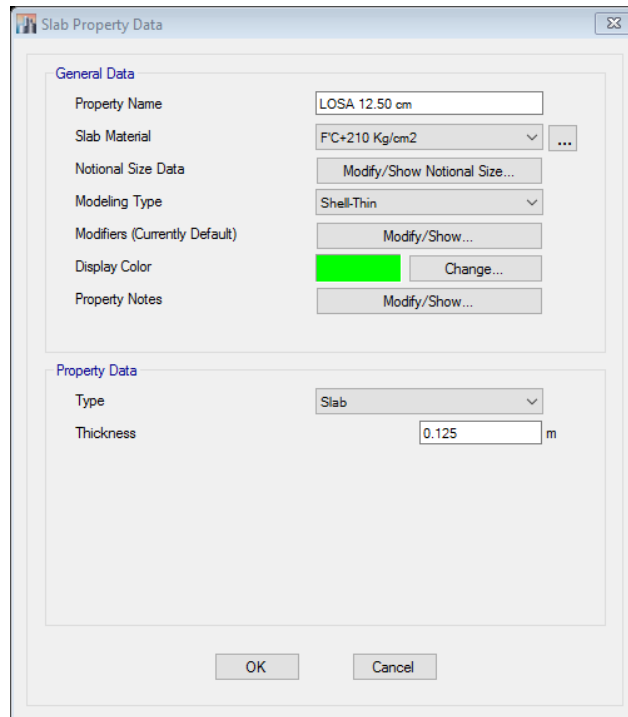 Slab Property Data
General Data
Property Name LOSA 12.50 cm
Slab Material F'C+210 Kg/cm2 ...
Notional Size Data Modify/Show Notional Size...
Modeling Type Shell-Thin
Modifiers (Currently Default) Modify/Show...
Display Color Change...
Property Notes Modify/Show...
Property Data
Type Slab
Thickness 0.125 m
OK Cancel